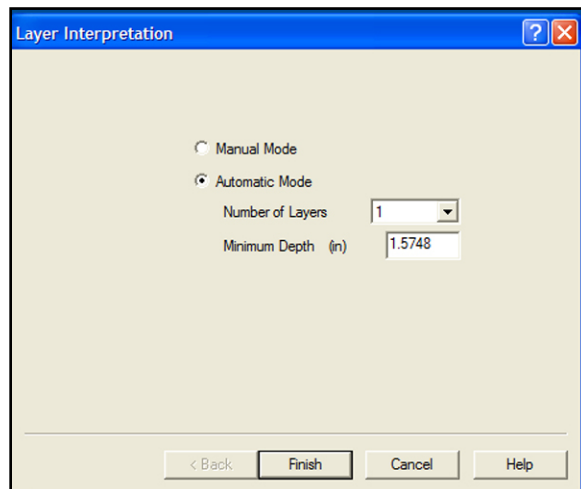 Layer Interpretation
Manual Mode
Automatic Mode
Number of Layers 1
Minimum Depth (in) 1.5748
< Back Finish Cancel Help